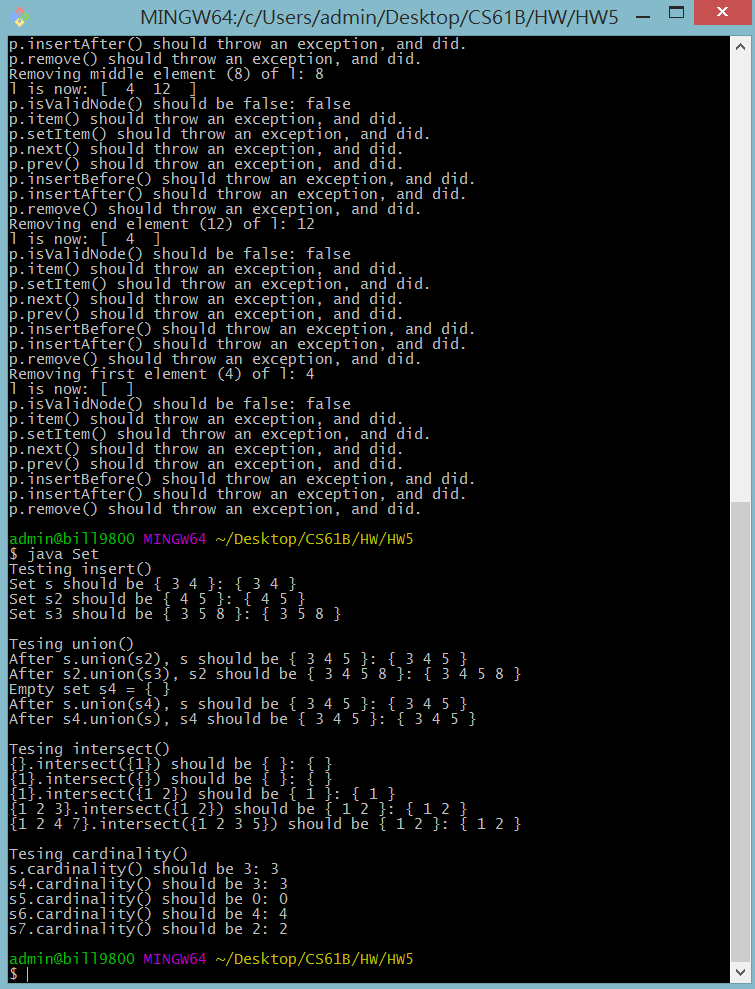 MINGW64:/c/Users/admin/Desktop/CS61B/HW/HW5
p.insertAfter() should throw an exception, and did.
p.remove() should throw an exception, and did.
Removing middle element (8) of l: 8
l is now: [  4  12  ]
p.isValidNode() should be false: false
p.item() should throw an exception, and did.
p.setItem() should throw an exception, and did.
p.next() should throw an exception, and did.
p.prev() should throw an exception, and did.
p.insertBefore() should throw an exception, and did.
p.insertAfter() should throw an exception, and did.
p.remove() should throw an exception, and did.
Removing end element (12) of l: 12
l is now: [  4  ]
p.isValidNode() should be false: false
p.item() should throw an exception, and did.
p.setItem() should throw an exception, and did.
p.next() should throw an exception, and did.
p.prev() should throw an exception, and did.
p.insertBefore() should throw an exception, and did.
p.insertAfter() should throw an exception, and did.
p.remove() should throw an exception, and did.
Removing first element (4) of l: 4
l is now: [  ]
p.isValidNode() should be false: false
p.item() should throw an exception, and did.
p.setItem() should throw an exception, and did.
p.next() should throw an exception, and did.
p.prev() should throw an exception, and did.
p.insertBefore() should throw an exception, and did.
p.insertAfter() should throw an exception, and did.
p.remove() should throw an exception, and did.
admin@bill9800 MINGW64 ~/Desktop/CS61B/HW/HW5
$ java Set
Testing insert()
Set s should be { 3 4 }: { 3 4 }
Set s2 should be { 4 5 }: { 4 5 }
Set s3 should be { 3 5 8 }: { 3 5 8 }
Tesing union()
After s.union(s2), s should be { 3 4 5 }: { 3 4 5 }
After s2.union(s3), s2 should be { 3 4 5 8 }: { 3 4 5 8 }
Empty set s4 = { }
After s.union(s4), s should be { 3 4 5 }: { 3 4 5 }
After s4.union(s), s4 should be { 3 4 5 }: { 3 4 5 }
Tesing intersect()
{}.intersect({1}) should be { }: { }
{1}.intersect({}) should be { }: { }
{1}.intersect({1 2}) should be { 1 }: { 1 }
{1 2 3}.intersect({1 2}) should be { 1 2 }: { 1 2 }
{1 2 4 7}.intersect({1 2 3 5}) should be { 1 2 }: { 1 2 }
Tesing cardinality()
s.cardinality() should be 3: 3
s4.cardinality() should be 3: 3
s5.cardinality() should be 0: 0
s6.cardinality() should be 4: 4
s7.cardinality() should be 2: 2
admin@bill9800 MINGW64 ~/Desktop/CS61B/HW/HW5
$